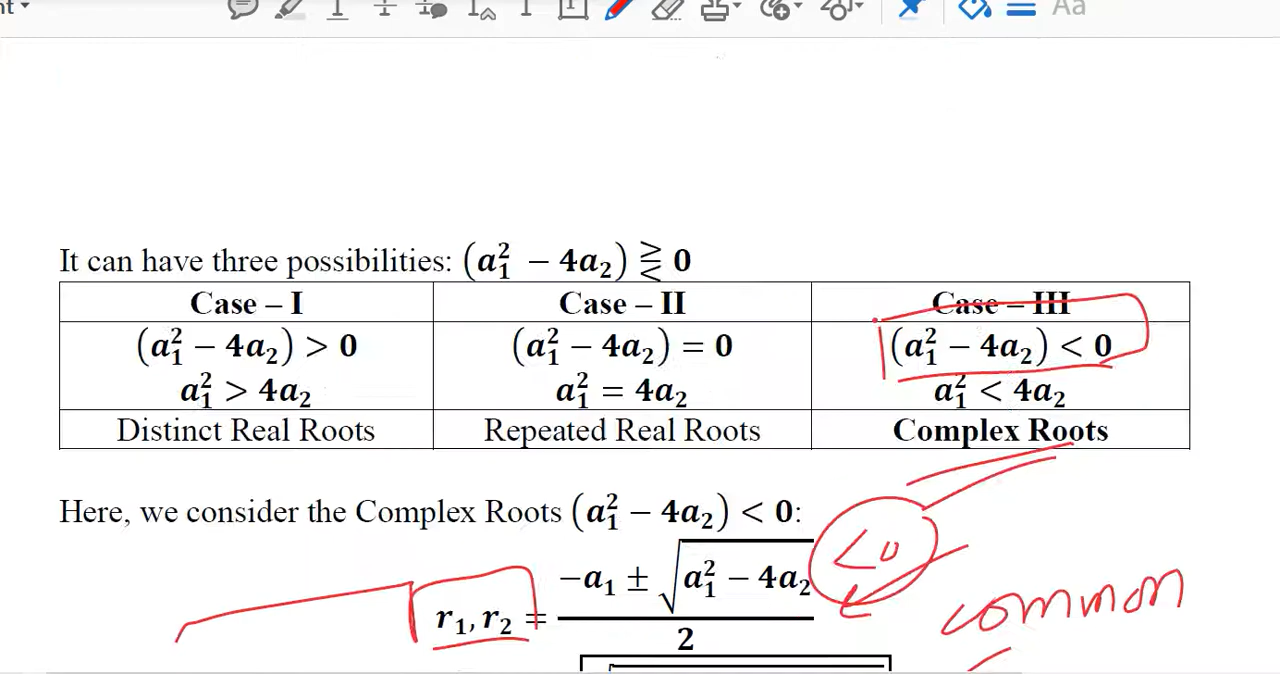 nt
Aa
It can have three possibilities: (a₁² − 4a₂) ⋛ 0
Case – I Case – II Case – III
(a₁² − 4a₂) > 0 (a₁² − 4a₂) = 0 (a₁² − 4a₂) < 0
a₁² > 4a₂ a₁² = 4a₂ a₁² < 4a₂
Distinct Real Roots Repeated Real Roots Complex Roots
Here, we consider the Complex Roots (a₁² − 4a₂) < 0:
<0
r₁, r₂ = (−a₁ ± √(a₁² − 4a₂)) / 2
common